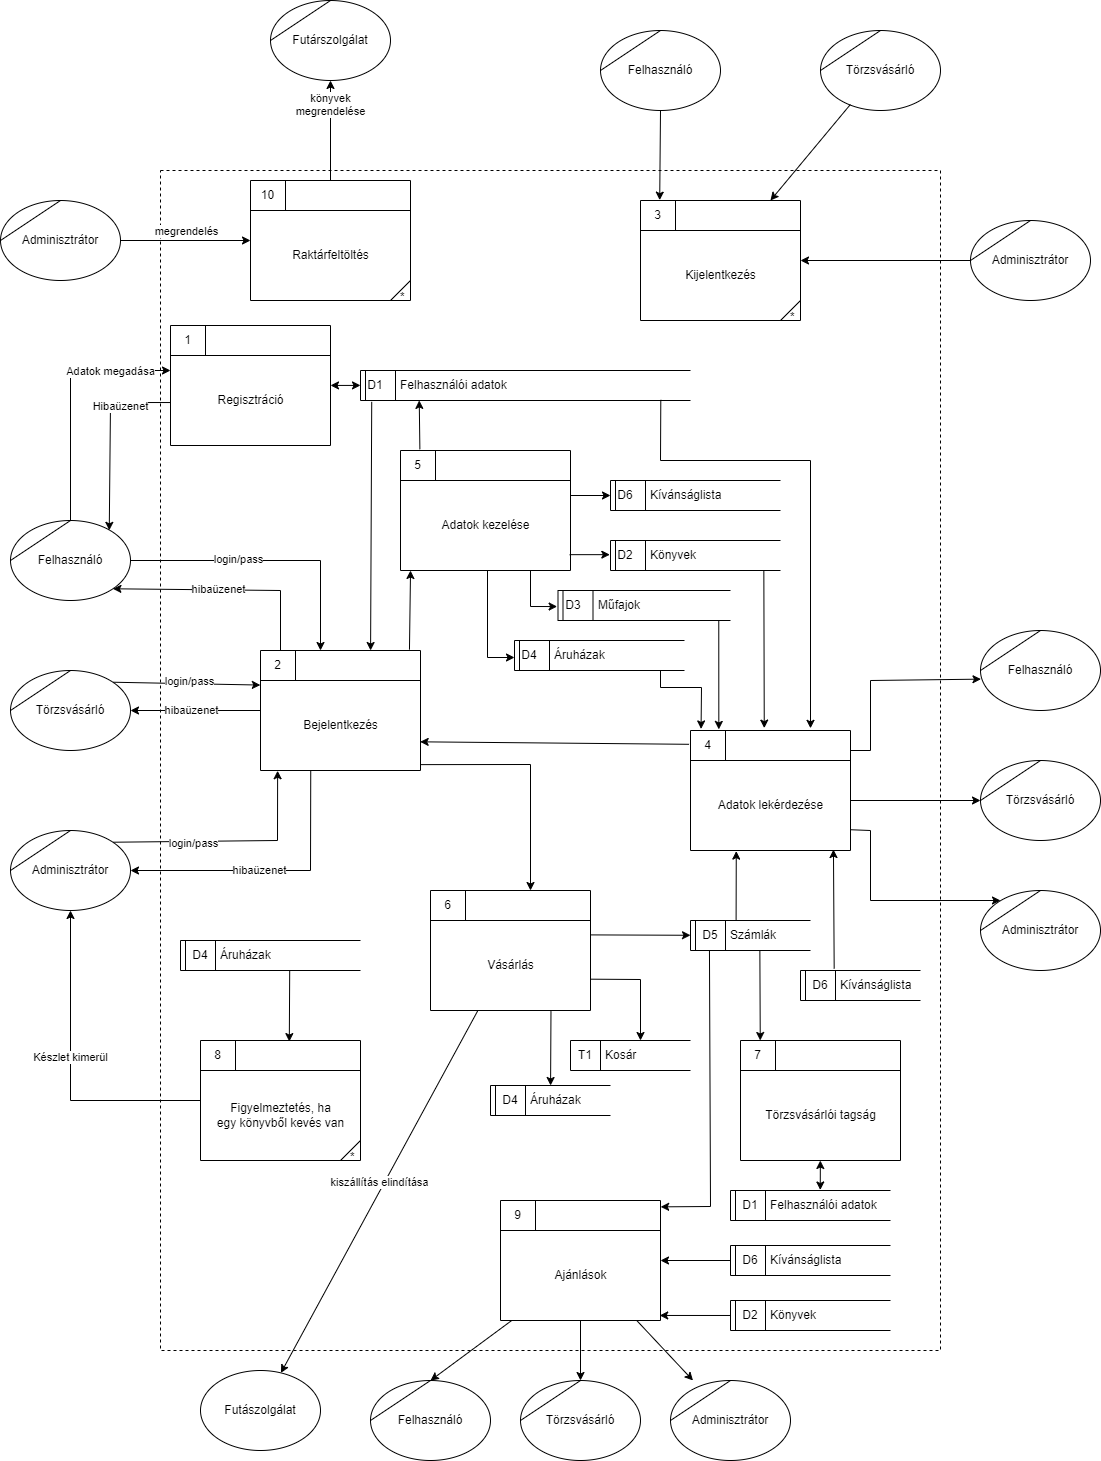 Futárszolgálat
Felhasználó
Törzsvásárló
könyvek
megrendelése
10
Raktárfeltöltés
*
Adminisztrátor
megrendelés
3
Kijelentkezés
*
Adminisztrátor
1
Regisztráció
Adatok megadása
Hibaüzenet
D1 Felhasználói adatok
5
Adatok kezelése
D6 Kívánságlista
D2 Könyvek
D3 Műfajok
D4 Áruházak
Felhasználó
login/pass
hibaüzenet
2
Bejelentkezés
Törzsvásárló
login/pass
hibaüzenet
Adminisztrátor
login/pass
hibaüzenet
4
Adatok lekérdezése
Felhasználó
Törzsvásárló
Adminisztrátor
6
Vásárlás
D5 Számlák
D6 Kívánságlista
D4 Áruházak
T1 Kosár
D4 Áruházak
Készlet kimerül
8
Figyelmeztetés, ha
egy könyvből kevés van
*
7
Törzsvásárlói tagság
kiszállítás elindítása
D1 Felhasználói adatok
D6 Kívánságlista
D2 Könyvek
9
Ajánlások
Futászolgálat
Felhasználó
Törzsvásárló
Adminisztrátor